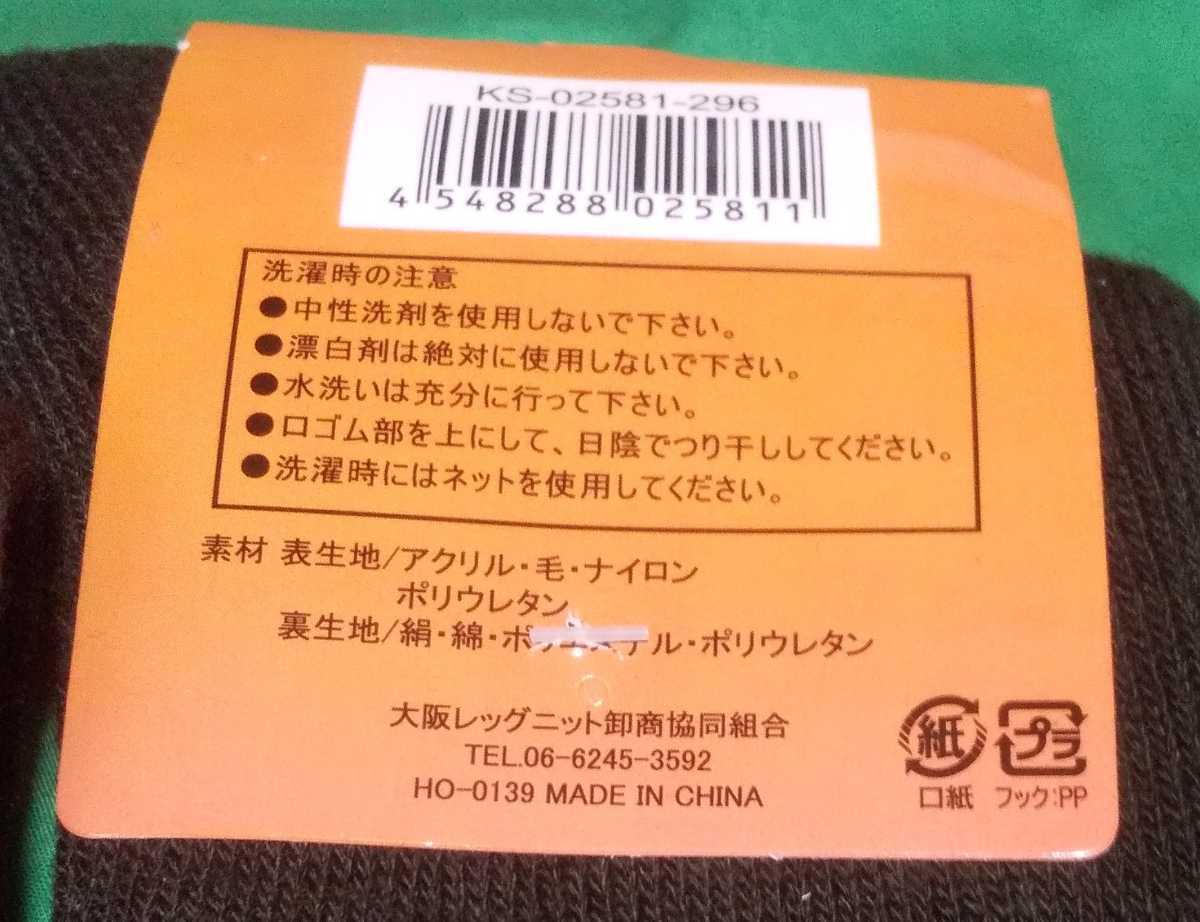 KS-02581-296
4 548288 025811
洗濯時の注意
●中性洗剤を使用しないで下さい。
●漂白剤は絶対に使用しないで下さい。
●水洗いは充分に行って下さい。
●口ゴム部を上にして、日陰でつり干ししてください。
●洗濯時にはネットを使用してください。
素材 表生地/アクリル・毛・ナイロン
ポリウレタン
裏生地/絹・綿・ポリエステル・ポリウレタン
大阪レッグニット卸商協同組合
TEL.06-6245-3592
HO-0139 MADE IN CHINA
紙 プラ
口紙 フック:PP